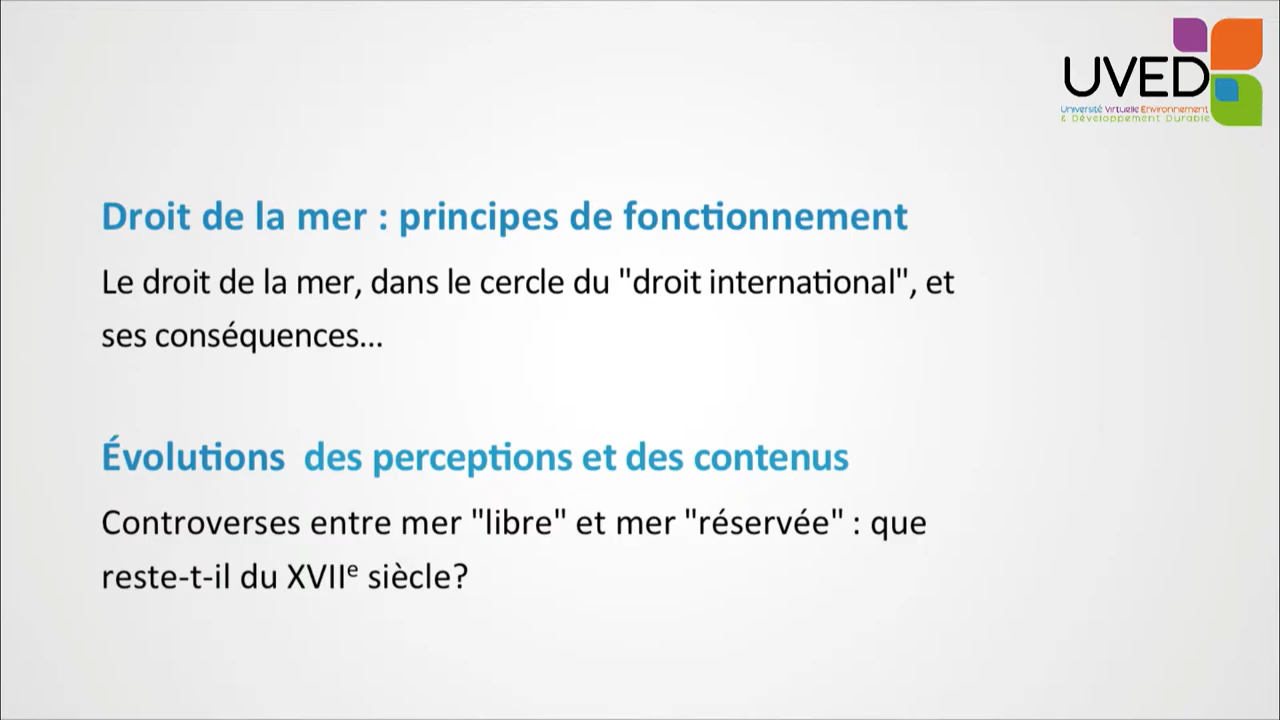 UVED
Université Virtuelle Environnement
& Développement Durable
Droit de la mer : principes de fonctionnement
Le droit de la mer, dans le cercle du "droit international", et
ses conséquences...
Évolutions  des perceptions et des contenus
Controverses entre mer "libre" et mer "réservée" : que
reste-t-il du XVIIᵉ siècle?